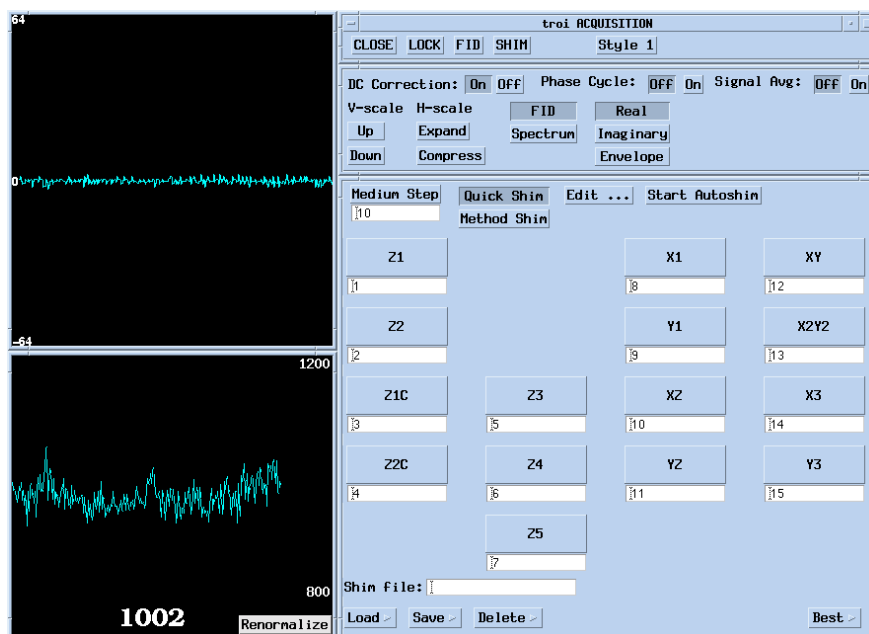 64
0
-64
1200
800
1002
Renormalize
troi ACQUISITION
CLOSE LOCK FID SHIM Style 1
DC Correction: On Off Phase Cycle: Off On Signal Avg: Off On
V-scale H-scale FID Real
Up Expand Spectrum Imaginary
Down Compress Envelope
Medium Step Quick Shim Edit ... Start Autoshim
10 Method Shim
Z1 X1 XY
1 8 12
Z2 Y1 X2Y2
2 9 13
Z1C Z3 XZ X3
3 5 10 14
Z2C Z4 YZ Y3
4 6 11 15
Z5
7
Shim file:
Load Save Delete Best